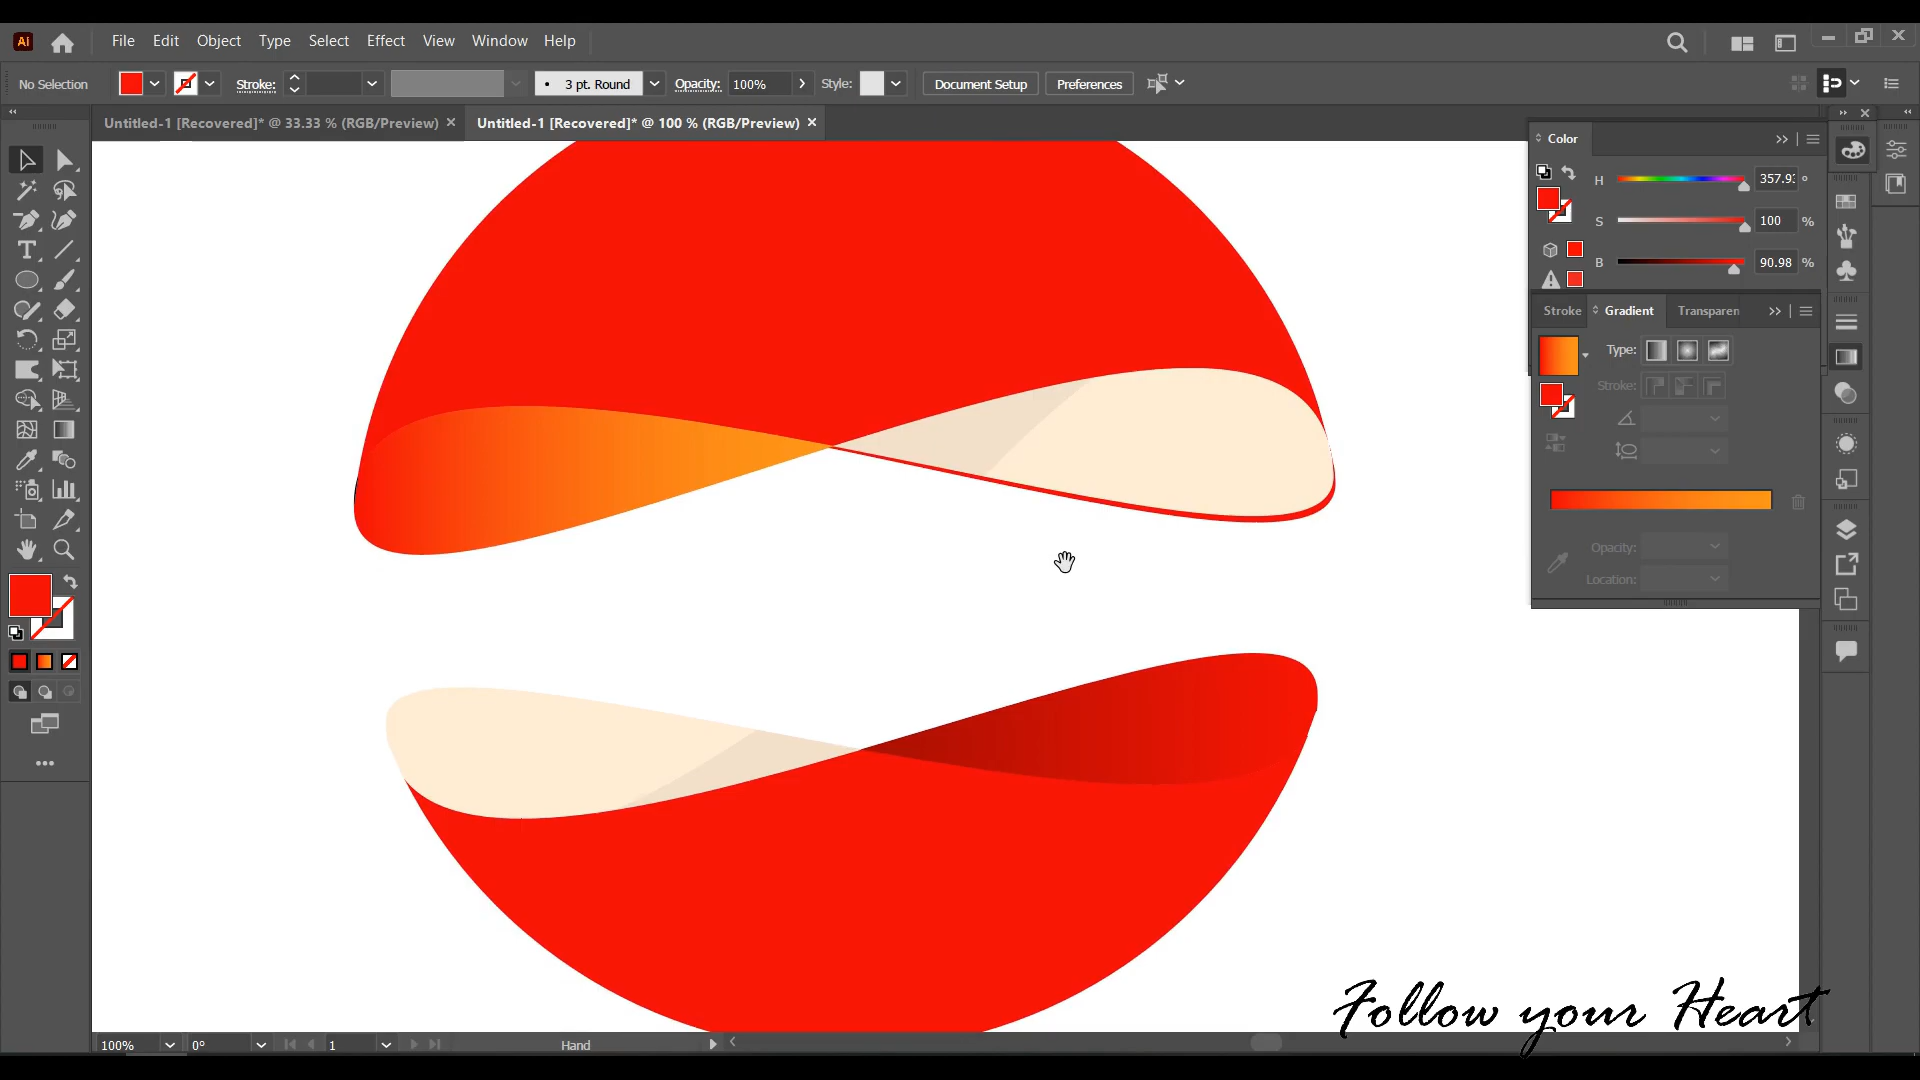 Ai File Edit Object Type Select Effect View Window Help
No Selection Stroke: 3 pt. Round Opacity: 100% Style: Document Setup Preferences
Untitled-1 [Recovered]* @ 33.33 % (RGB/Preview) Untitled-1 [Recovered]* @ 100 % (RGB/Preview)
Color
H 357.93 °
S 100 %
B 90.98 %
Stroke Gradient Transparen
Type:
Stroke:
Opacity:
Location:
Follow your Heart
100% 0° 1 Hand